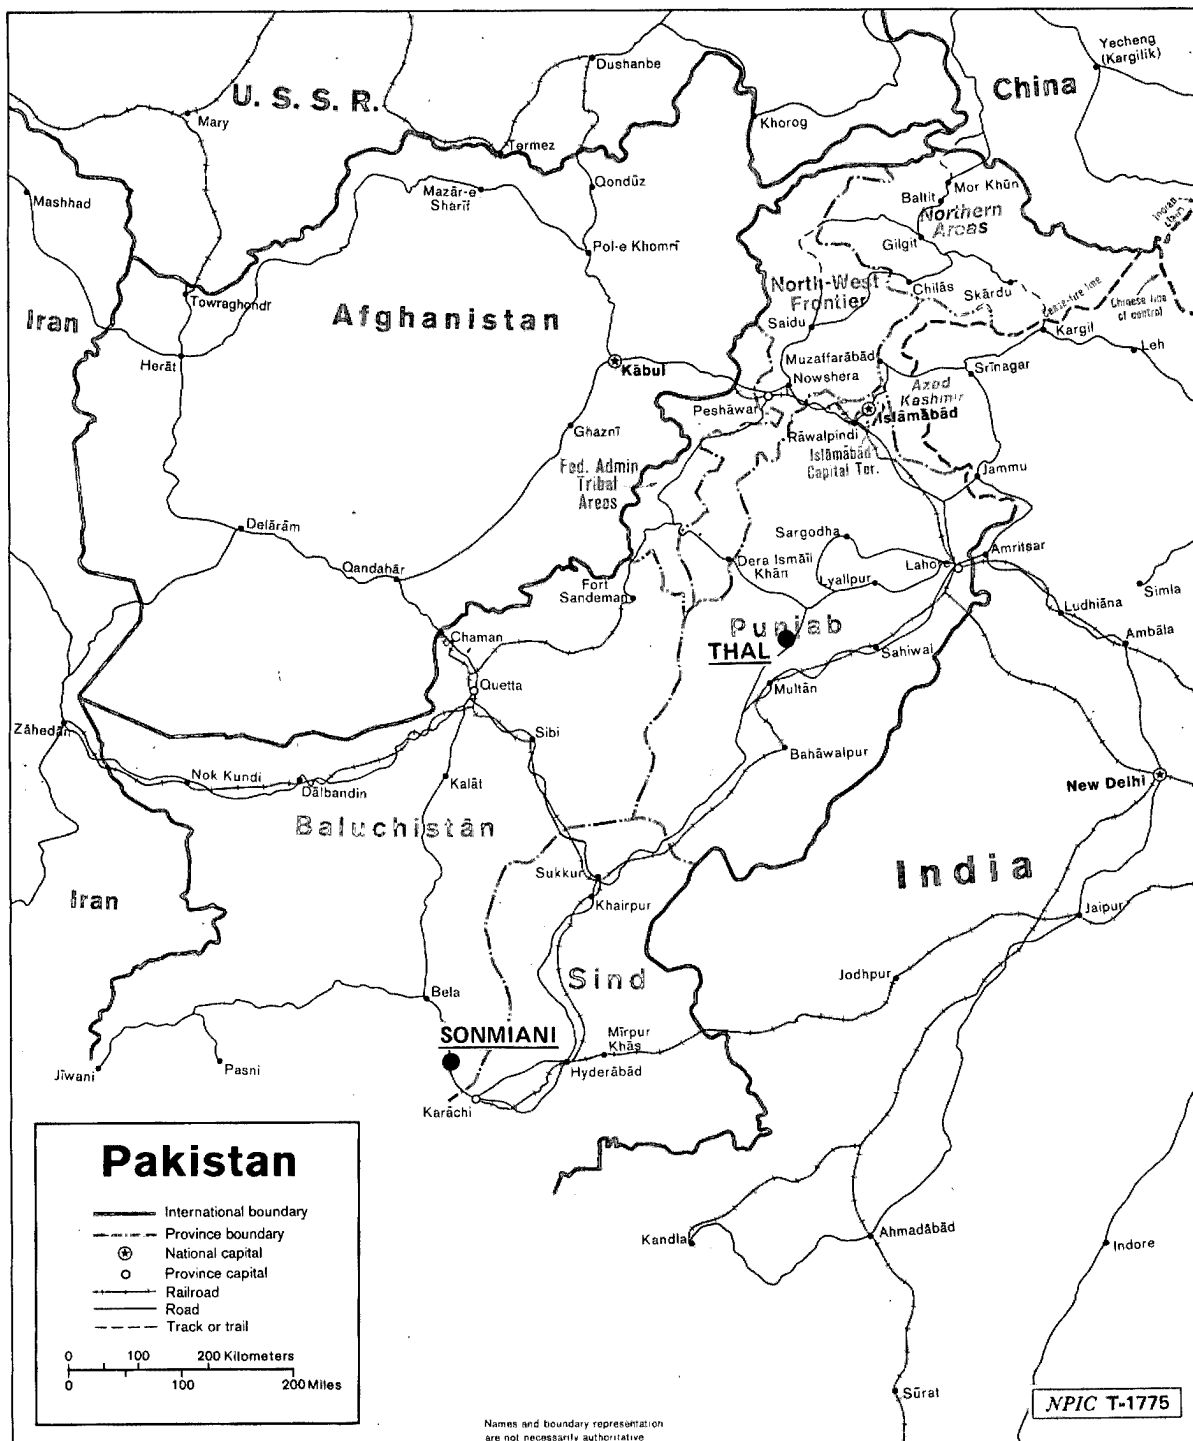 U. S. S. R.
Dushanbe
Yecheng
(Kargilik)
China
Mary
Khorog
Termez
Mashhad
Mazār-e
Sharīf
Qondūz
Baltit
Mor Khūn
Northern
Areas
Indian
claim
Pol-e Khomrī
Gilgit
North-West
Frontier
Chilās
Skārdu
Cease-fire line
Chinese line
of control
Towraghondī
Iran
Afghanistan
Saidu
Kargil
Leh
Herāt
Kābul
Muzaffarābād
Nowshera
Srīnagar
Azad
Kashmir
Peshāwar
Islāmābād
Ghaznī
Rāwalpindi
Islāmābād
Capital Ter.
Fed. Admin
Tribal
Areas
Jammu
Delārām
Sargodha
Amritsar
Lahore
Qandahār
Dera Ismāīl
Khān
Lyallpur
Fort
Sandeman
Simla
Ludhiāna
Punjab
Chaman
THAL
Sahiwal
Ambāla
Quetta
Multān
Zāhedān
Sibi
Bahāwalpur
Nok Kundi
Dālbandin
Kalāt
New Delhi
Baluchistān
Sukkur
India
Iran
Khairpur
Jaipur
Sind
Jodhpur
Bela
SONMIANI
Mīrpur
Khās
Jīwani
Pasni
Hyderābād
Karāchi
Pakistan
International boundary
Province boundary
National capital
Province capital
Railroad
Road
Track or trail
0 100 200 Kilometers
0 100 200 Miles
Kandla
Ahmadābād
Indore
Sūrat
NPIC T-1775
Names and boundary representation
are not necessarily authoritative